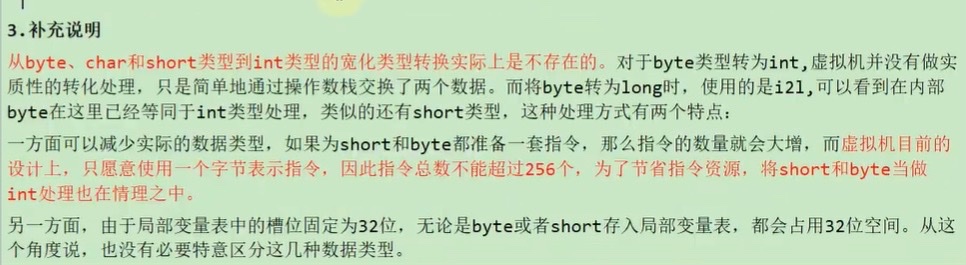 3.补充说明
从byte、char和short类型到int类型的宽化类型转换实际上是不存在的。对于byte类型转为int,虚拟机并没有做实
质性的转化处理，只是简单地通过操作数栈交换了两个数据。而将byte转为long时，使用的是i2l,可以看到在内部
byte在这里已经等同于int类型处理，类似的还有short类型，这种处理方式有两个特点：
一方面可以减少实际的数据类型，如果为short和byte都准备一套指令，那么指令的数量就会大增，而虚拟机目前的
设计上，只愿意使用一个字节表示指令，因此指令总数不能超过256个，为了节省指令资源，将short和byte当做
int处理也在情理之中。
另一方面，由于局部变量表中的槽位固定为32位，无论是byte或者short存入局部变量表，都会占用32位空间。从这
个角度说，也没有必要特意区分这几种数据类型。